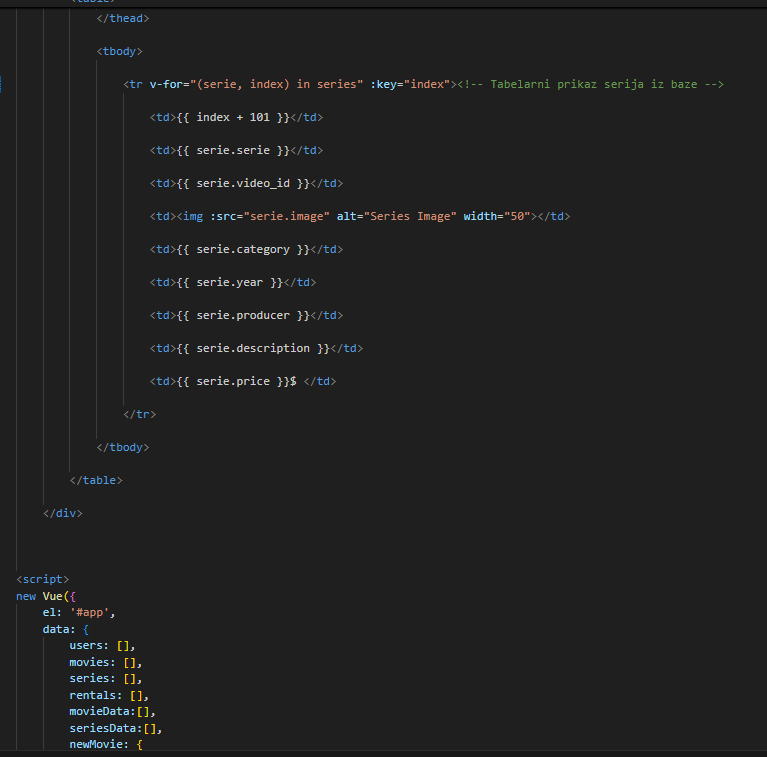 <table>
</thead>
<tbody>
<tr v-for="(serie, index) in series" :key="index"><!-- Tabelarni prikaz serija iz baze -->
<td>{{ index + 101 }}</td>
<td>{{ serie.serie }}</td>
<td>{{ serie.video_id }}</td>
<td><img :src="serie.image" alt="Series Image" width="50"></td>
<td>{{ serie.category }}</td>
<td>{{ serie.year }}</td>
<td>{{ serie.producer }}</td>
<td>{{ serie.description }}</td>
<td>{{ serie.price }}$ </td>
</tr>
</tbody>
</table>
</div>
<script>
new Vue({
el: '#app',
data: {
users: [],
movies: [],
series: [],
rentals: [],
movieData:[],
seriesData:[],
newMovie: {